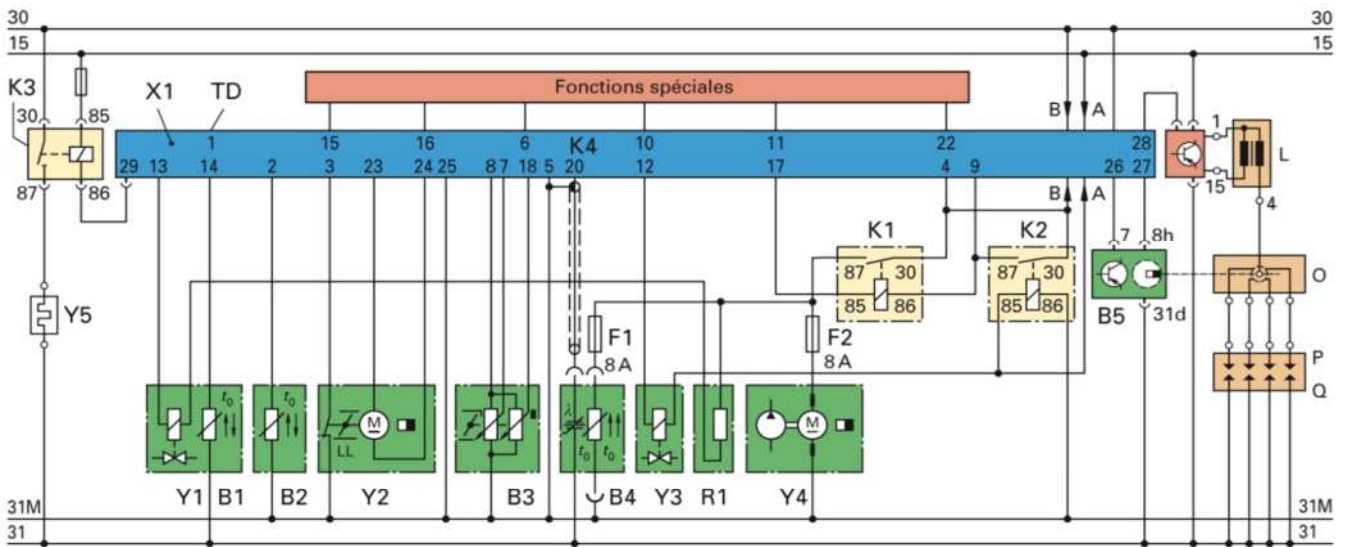 30 30
15 15
K3
X1 TD Fonctions spéciales
B A
30 85
1 15 16 6 10 11 22 28
K4
29 13 14 2 3 23 24 25 8 7 18 5 20 12 17 4 9 26 27
1
L
15
87 86
B A
4
K1 K2
7 8h
87 30 87 30
O
85 86 85 86
Y5
F1 F2
B5 31d
8 A 8 A
P
Q
t₀ t₀ M LL λ t₀ t₀ M
Y1 B1 B2 Y2 B3 B4 Y3 R1 Y4
31M 31M
31 31